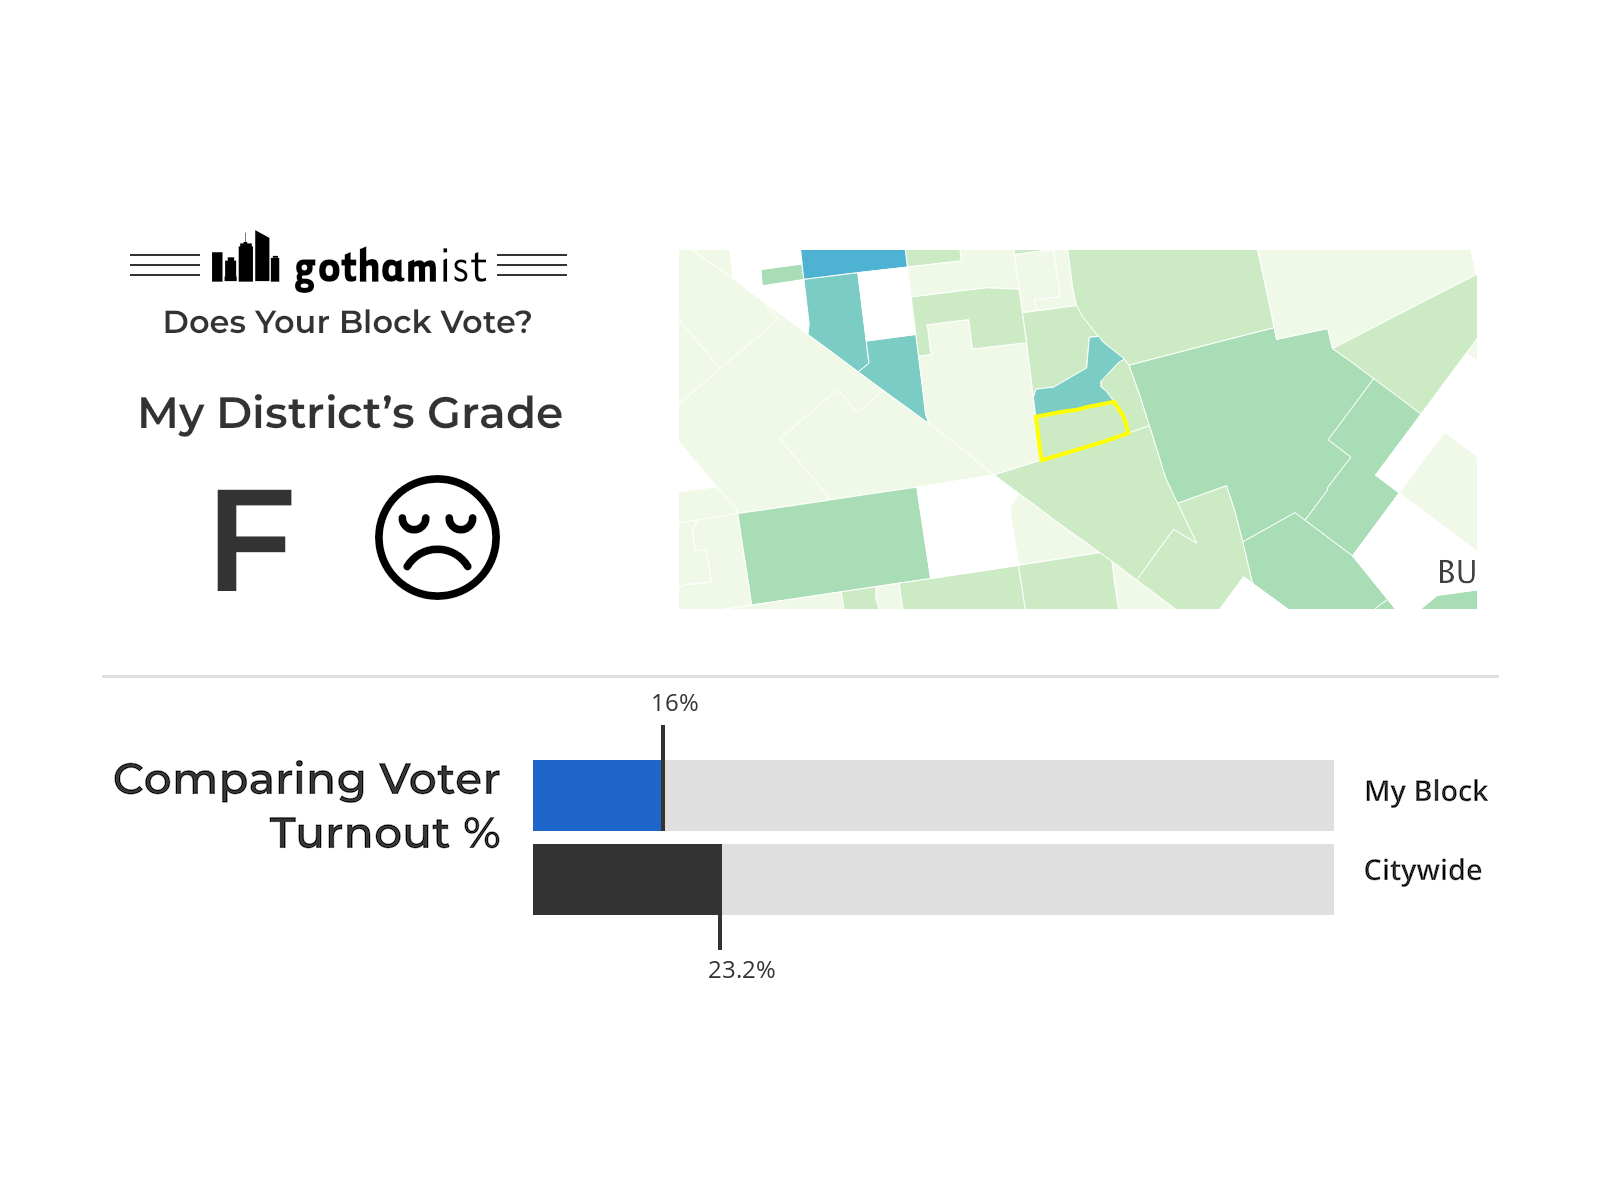 gothamist
Does Your Block Vote?
My District’s Grade
F
BU
16%
Comparing Voter
Turnout %
My Block
Citywide
23.2%